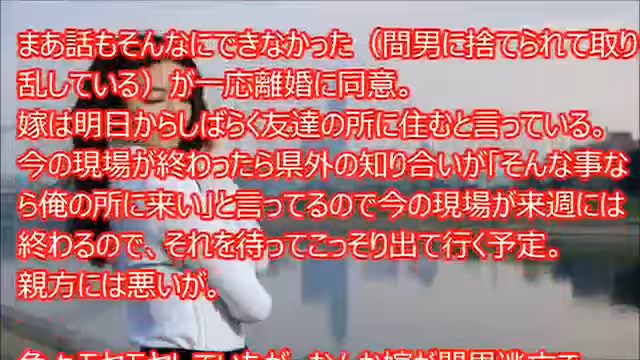 まあ話もそんなにできなかった（間男に捨てられて取り
乱している）が一応離婚に同意。
嫁は明日からしばらく友達の所に住むと言っている。
今の現場が終わったら県外の知り合いが「そんな事な
ら俺の所に来い」と言ってるので今の現場が来週には
終わるので、それを待ってこっそり出て行く予定。
親方には悪いが。